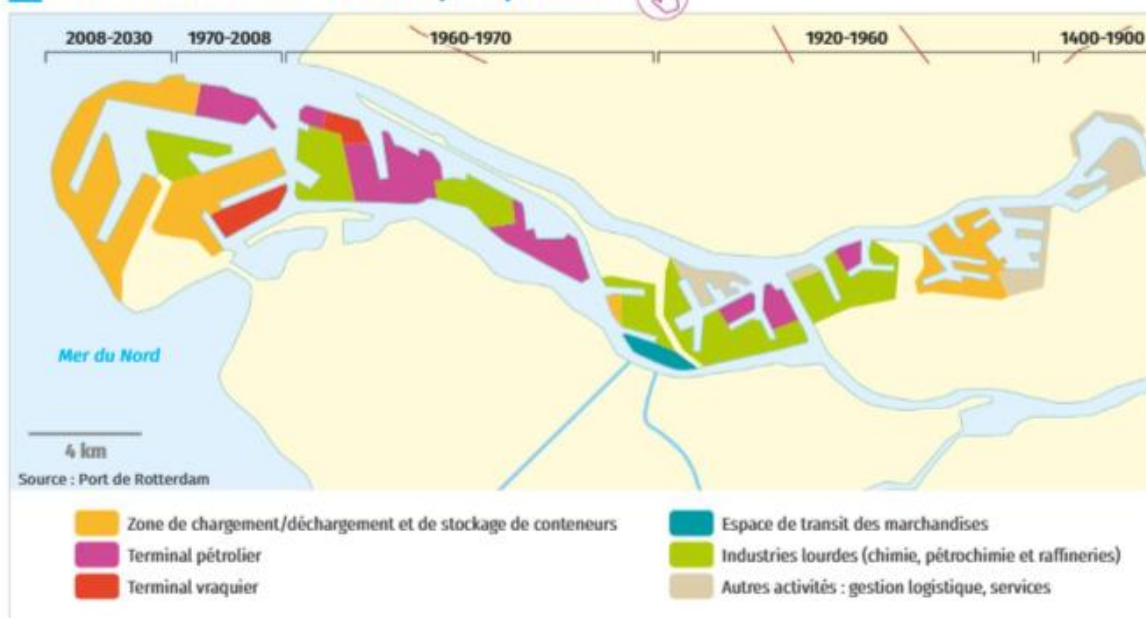 2008-2030 1970-2008 1960-1970 1920-1960 1400-1900
Mer du Nord
4 km
Source : Port de Rotterdam
Zone de chargement/déchargement et de stockage de conteneurs
Terminal pétrolier
Terminal vraquier
Espace de transit des marchandises
Industries lourdes (chimie, pétrochimie et raffineries)
Autres activités : gestion logistique, services